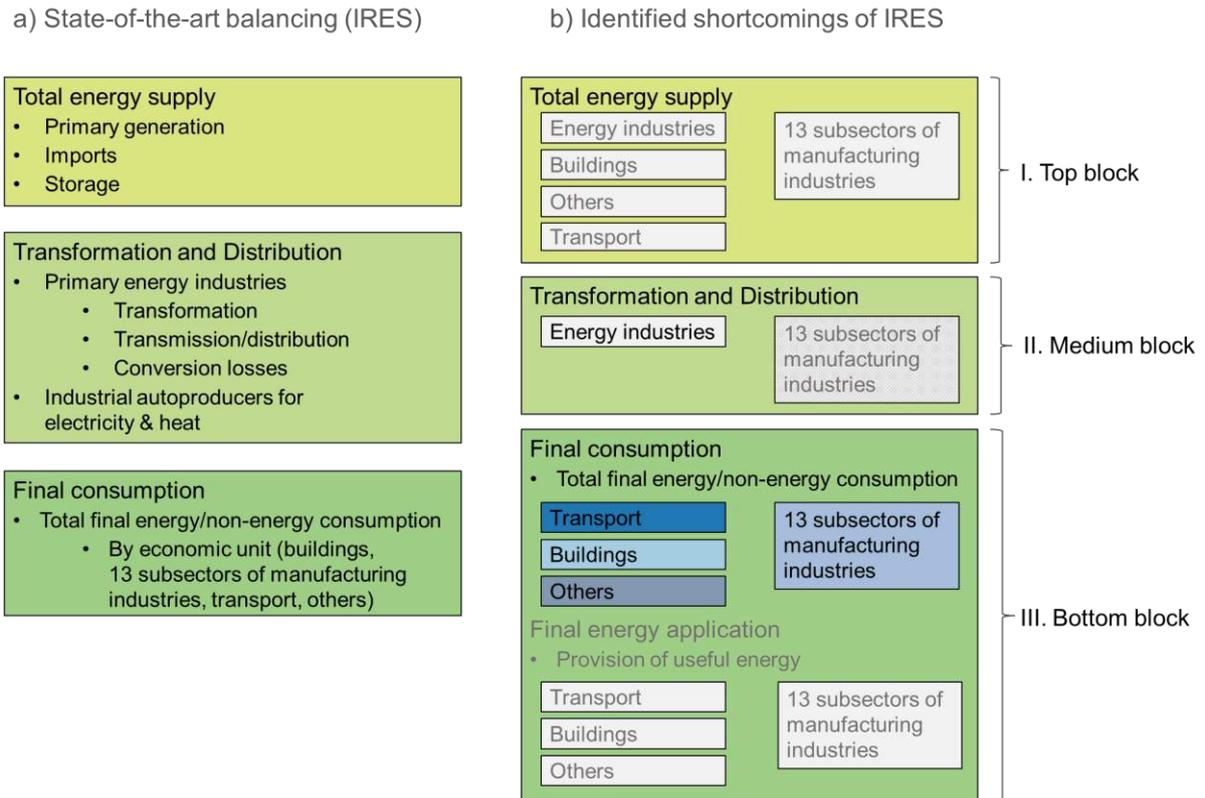 a) State-of-the-art balancing (IRES)
Total energy supply
• Primary generation
• Imports
• Storage
Transformation and Distribution
• Primary energy industries
• Transformation
• Transmission/distribution
• Conversion losses
• Industrial autoproducers for
electricity & heat
Final consumption
• Total final energy/non-energy consumption
• By economic unit (buildings,
13 subsectors of manufacturing
industries, transport, others)
b) Identified shortcomings of IRES
Total energy supply
Energy industries
Buildings
Others
Transport
13 subsectors of
manufacturing
industries
I. Top block
Transformation and Distribution
Energy industries
13 subsectors of
manufacturing
industries
II. Medium block
Final consumption
• Total final energy/non-energy consumption
Transport
Buildings
Others
13 subsectors of
manufacturing
industries
Final energy application
• Provision of useful energy
Transport
Buildings
Others
13 subsectors of
manufacturing
industries
III. Bottom block